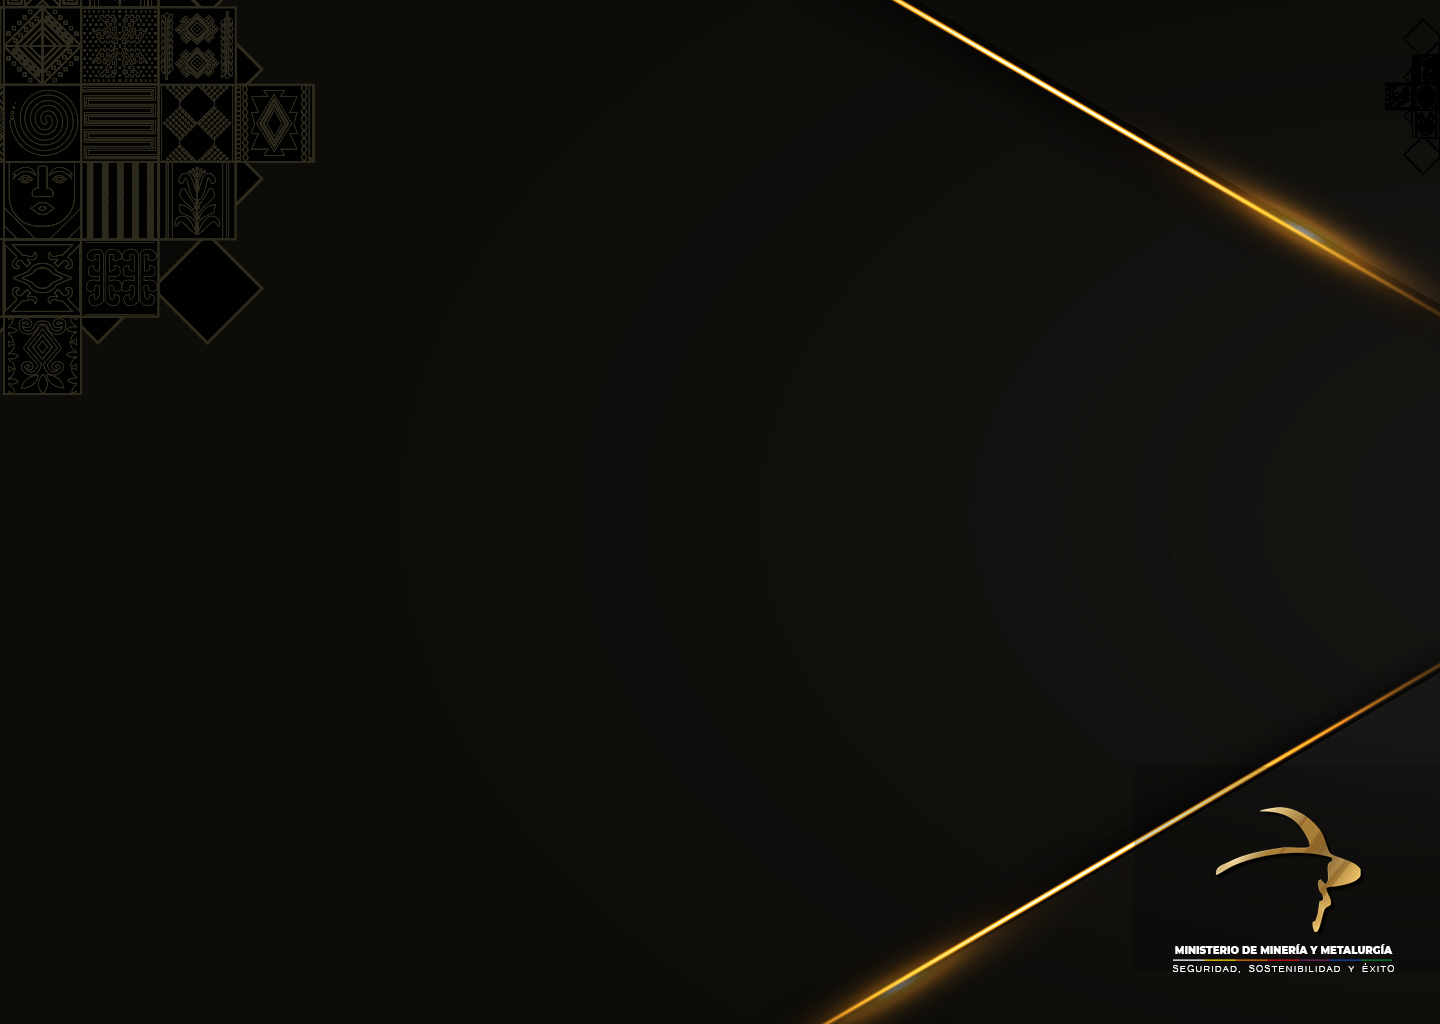 MINISTERIO DE MINERÍA Y METALURGÍA
SEGURIDAD, SOSTENIBILIDAD Y ÉXITO